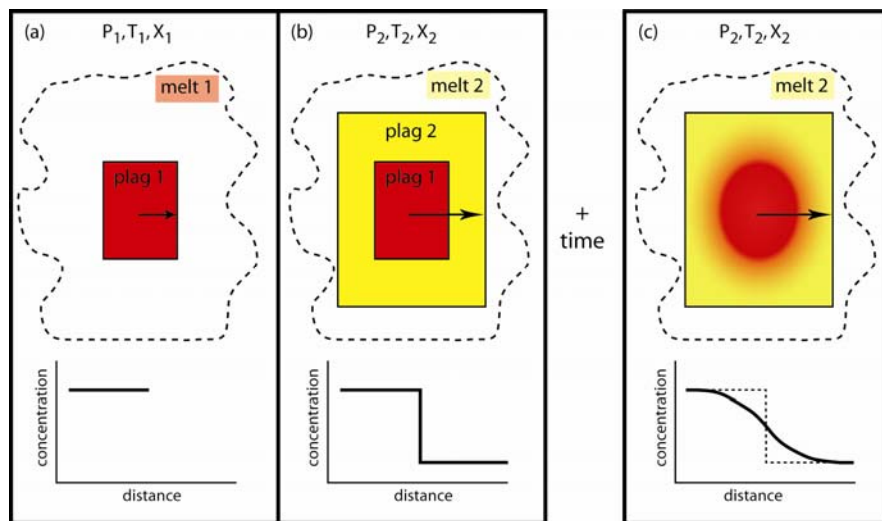 (a)
P₁,T₁,X₁
melt 1
plag 1
concentration
distance
(b)
P₂,T₂,X₂
melt 2
plag 2
plag 1
concentration
distance
+
time
(c)
P₂,T₂,X₂
melt 2
concentration
distance